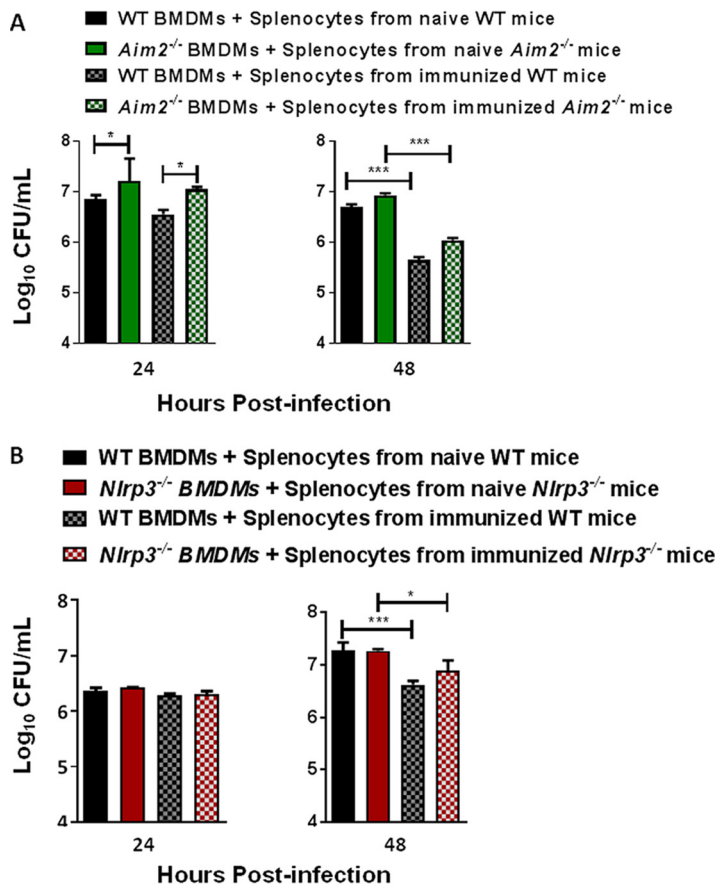 A
WT BMDMs + Splenocytes from naive WT mice
Aim2-/- BMDMs + Splenocytes from naive Aim2-/- mice
WT BMDMs + Splenocytes from immunized WT mice
Aim2-/- BMDMs + Splenocytes from immunized Aim2-/- mice
Log10 CFU/mL
8
7
6
5
4
*
*
24
8
7
6
5
4
***
***
48
Hours Post-infection
B
WT BMDMs + Splenocytes from naive WT mice
Nlrp3-/- BMDMs + Splenocytes from naive Nlrp3-/- mice
WT BMDMs + Splenocytes from immunized WT mice
Nlrp3-/- BMDMs + Splenocytes from immunized Nlrp3-/- mice
Log10 CFU/mL
8
7
6
5
4
24
8
7
6
5
4
***
*
48
Hours Post-infection